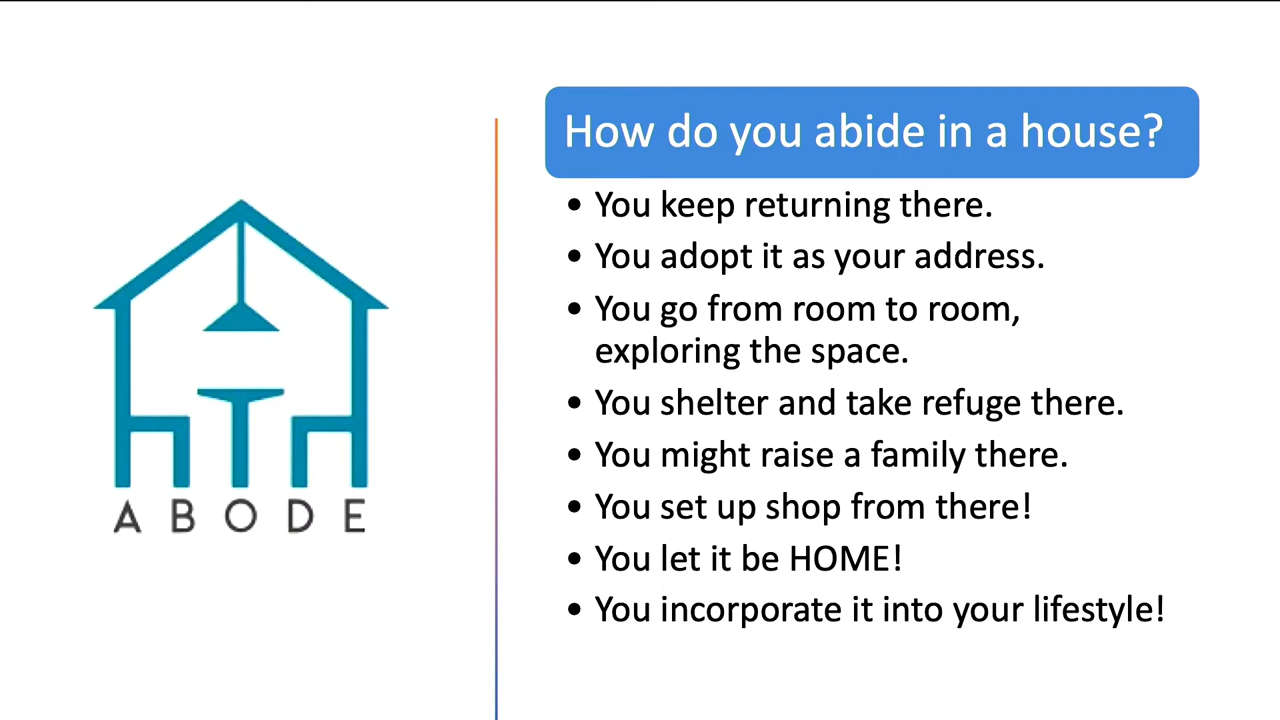 How do you abide in a house?
• You keep returning there.
• You adopt it as your address.
• You go from room to room,
exploring the space.
• You shelter and take refuge there.
• You might raise a family there.
• You set up shop from there!
• You let it be HOME!
• You incorporate it into your lifestyle!
ABODE